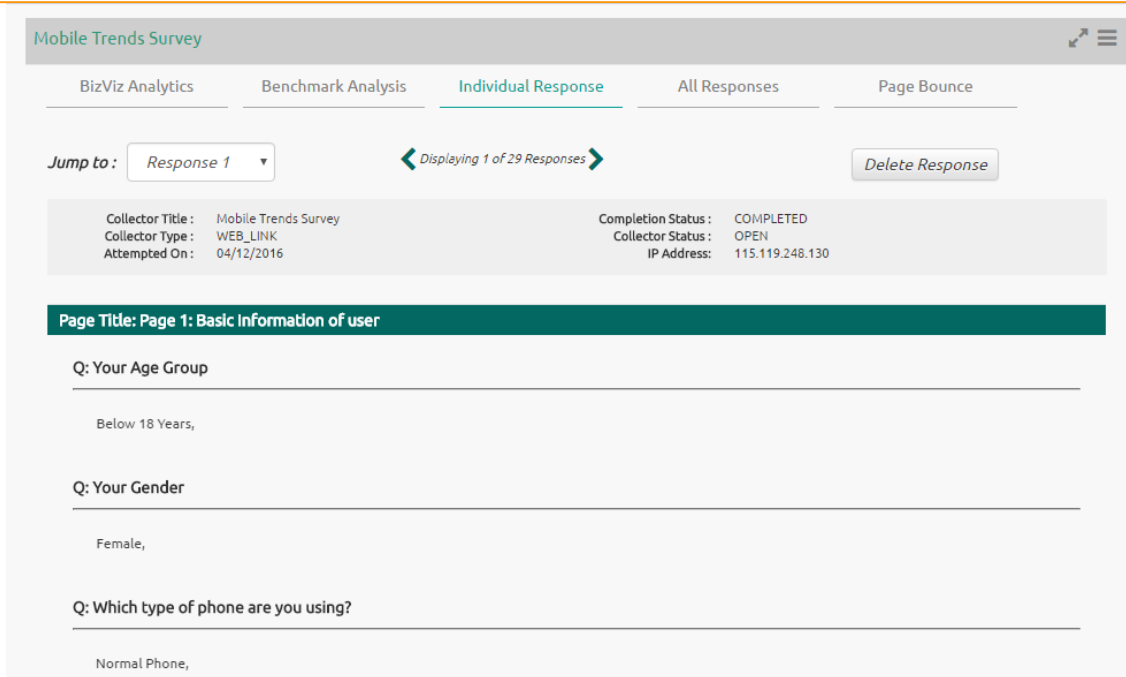 Mobile Trends Survey
BizViz Analytics Benchmark Analysis Individual Response All Responses Page Bounce
Jump to : Response 1 Displaying 1 of 29 Responses Delete Response
Collector Title : Mobile Trends Survey Completion Status : COMPLETED
Collector Type : WEB_LINK Collector Status : OPEN
Attempted On : 04/12/2016 IP Address: 115.119.248.130
Page Title: Page 1: Basic Information of user
Q: Your Age Group
Below 18 Years,
Q: Your Gender
Female,
Q: Which type of phone are you using?
Normal Phone,